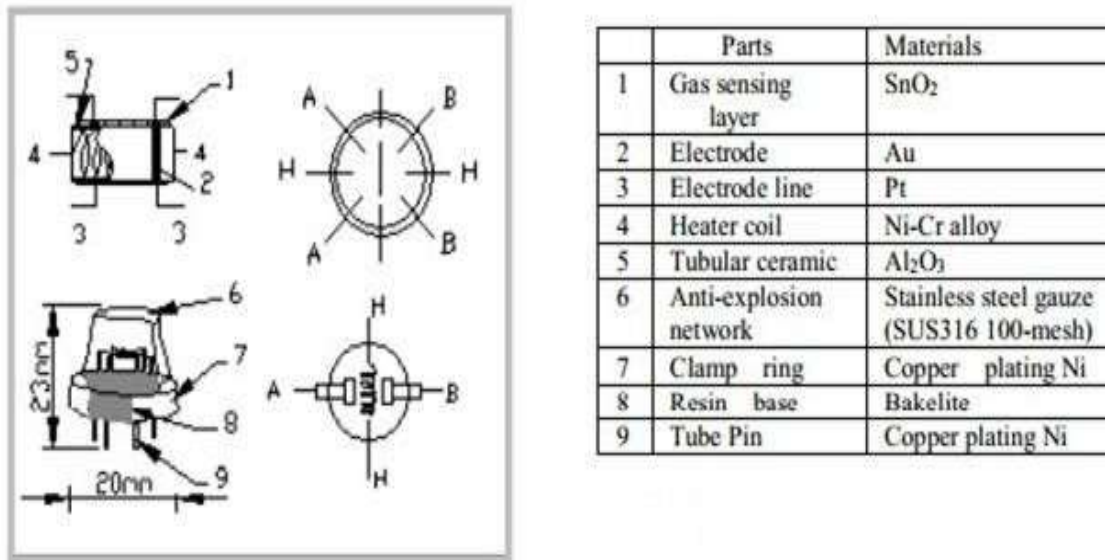 5
1
4
4
2
3
3
A
B
H
H
A
B
6
7
8
9
23mm
20mm
H
A
B
H
Parts Materials
1 Gas sensing layer SnO₂
2 Electrode Au
3 Electrode line Pt
4 Heater coil Ni-Cr alloy
5 Tubular ceramic Al₂O₃
6 Anti-explosion network Stainless steel gauze (SUS316 100-mesh)
7 Clamp ring Copper plating Ni
8 Resin base Bakelite
9 Tube Pin Copper plating Ni